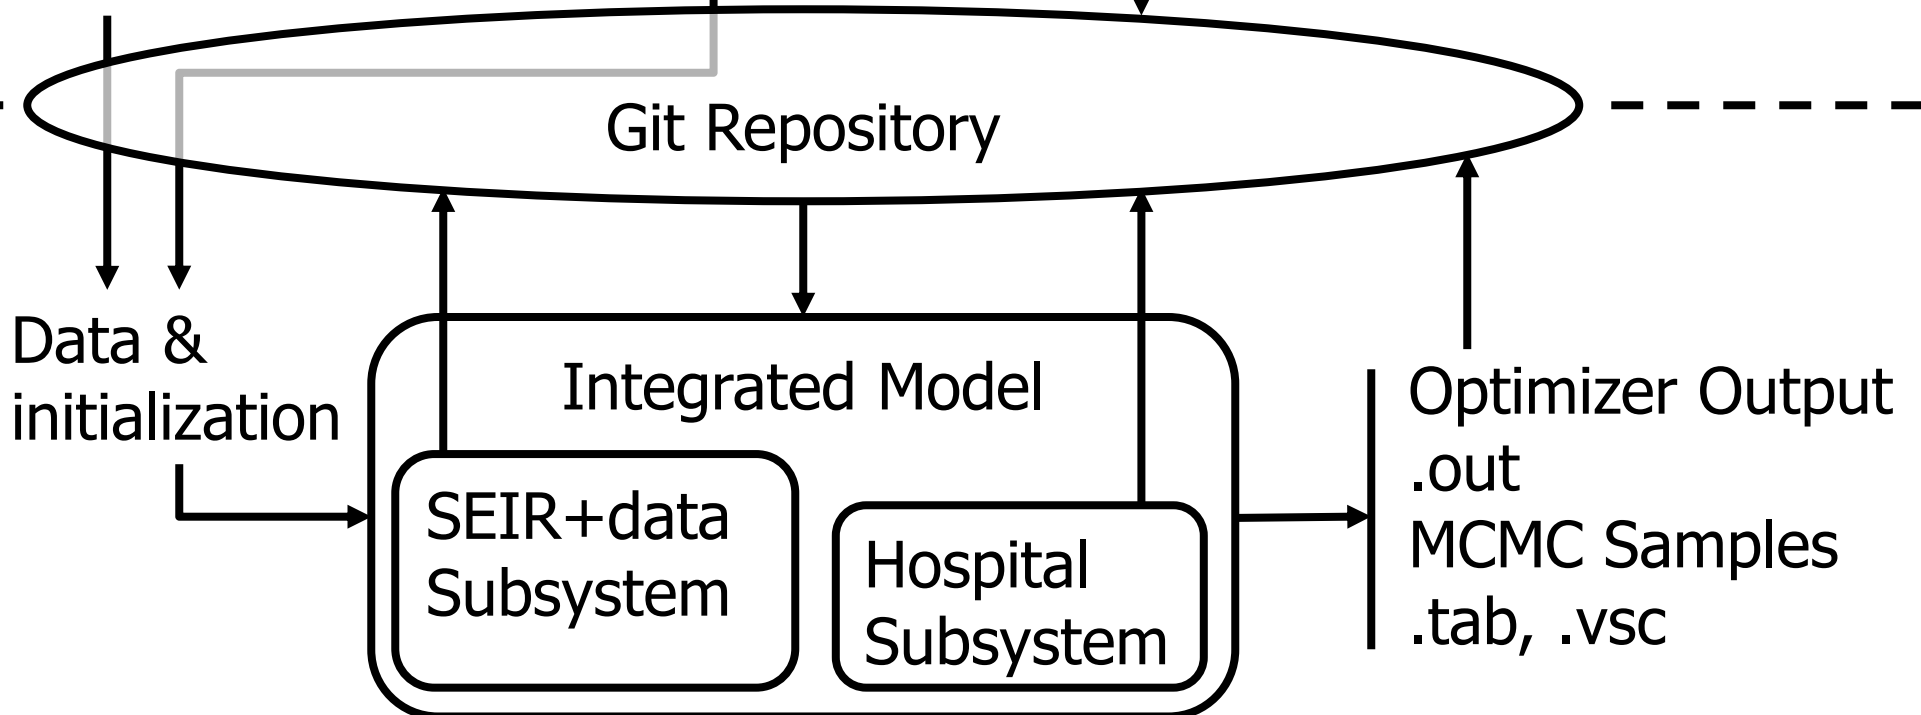 Git Repository
Data &
initialization
Integrated Model
SEIR+data
Subsystem
Hospital
Subsystem
Optimizer Output
.out
MCMC Samples
.tab, .vsc